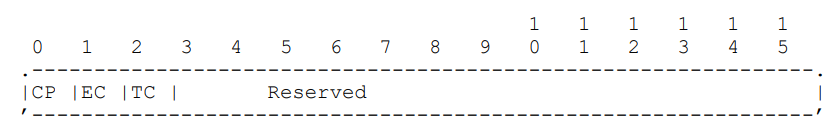 1   1   1   1   1   1
 0   1   2   3   4   5   6   7   8   9   0   1   2   3   4   5
.---------------------------------------------------------------.
|CP |EC |TC |       Reserved                                    |
'---------------------------------------------------------------'